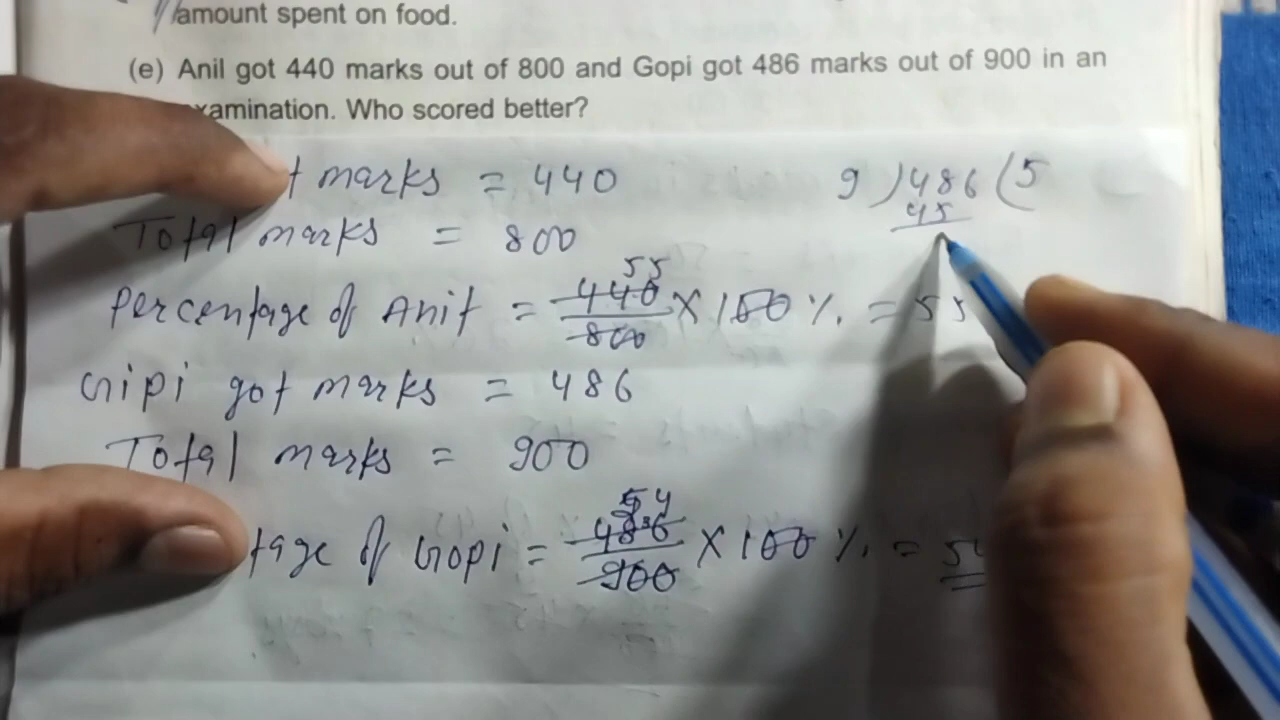 amount spent on food.
(e) Anil got 440 marks out of 800 and Gopi got 486 marks out of 900 in an
xamination. Who scored better?
t marks = 440
Total marks = 800
55
Percentage of Anit = 440/800 × 100 % = 55
Gipi got marks = 486
Total marks = 900
54
tage of Gopi = 486/900 × 100 % = 54
9 ) 486 ( 5
45